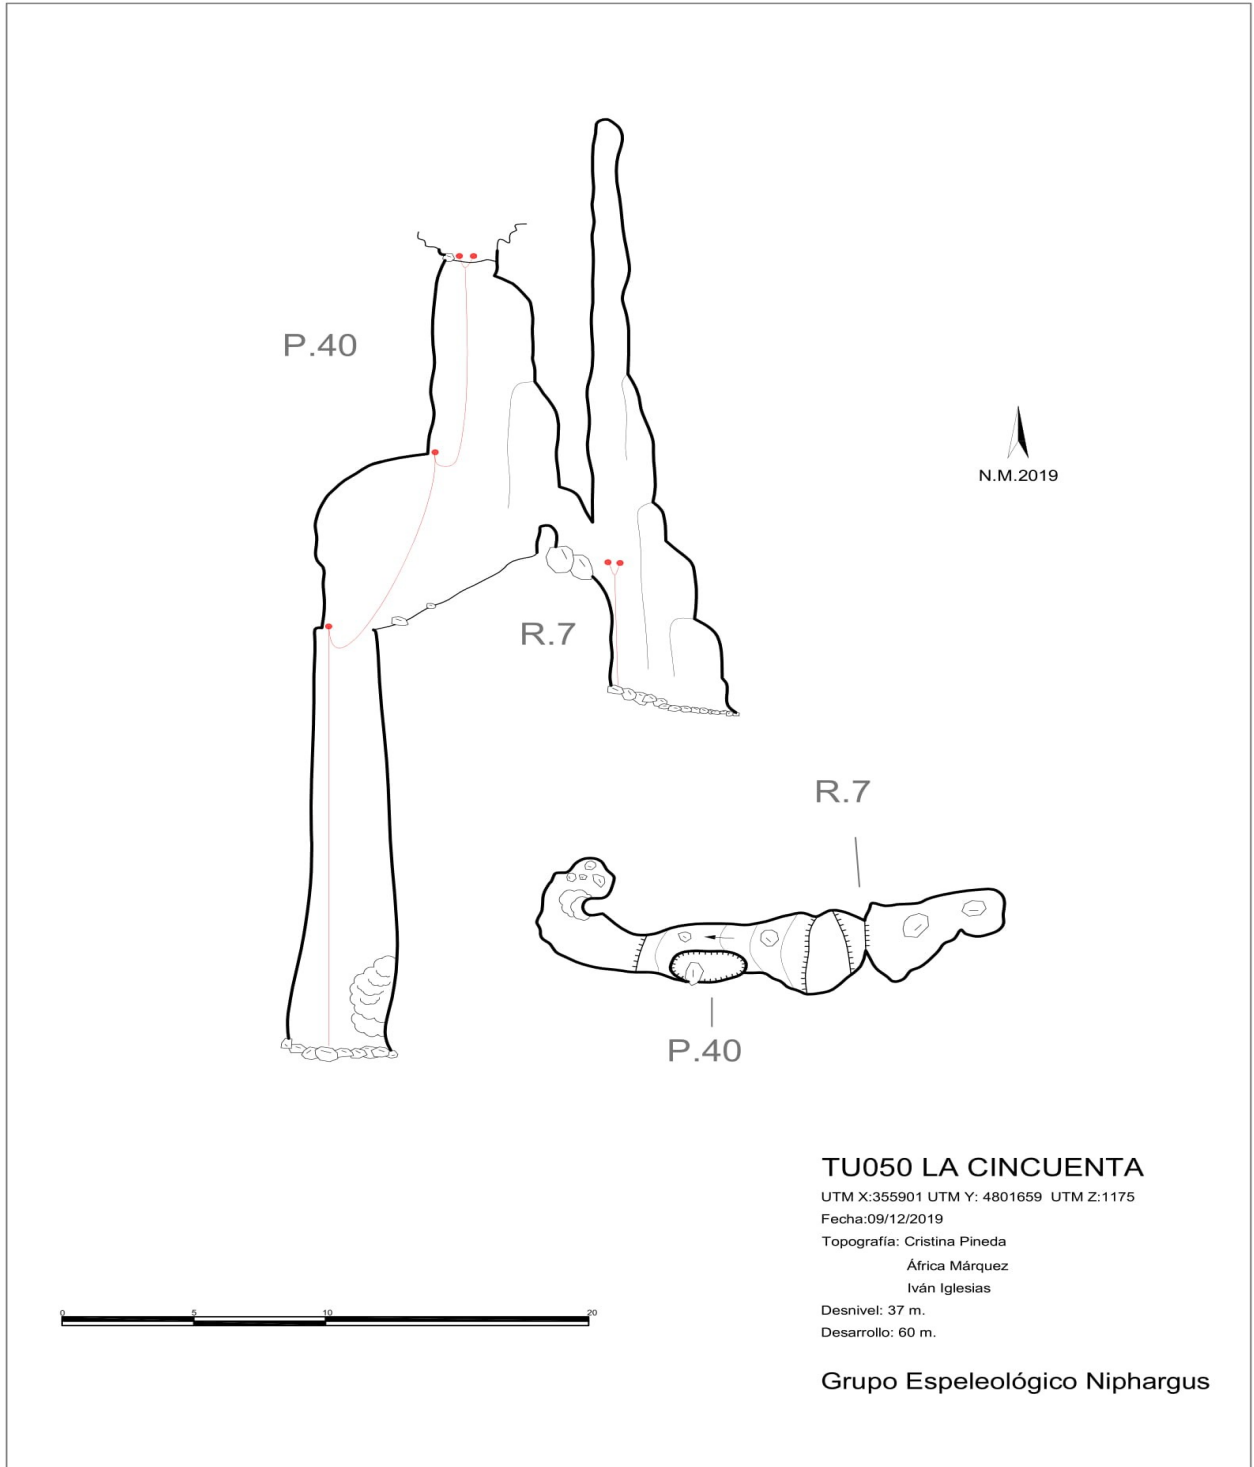 P.40
N.M.2019
R.7
R.7
P.40
TU050 LA CINCUENTA
UTM X:355901 UTM Y: 4801659 UTM Z:1175
Fecha:09/12/2019
Topografía: Cristina Pineda
África Márquez
Iván Iglesias
0 5 10 20
Desnivel: 37 m.
Desarrollo: 60 m.
Grupo Espeleológico Niphargus